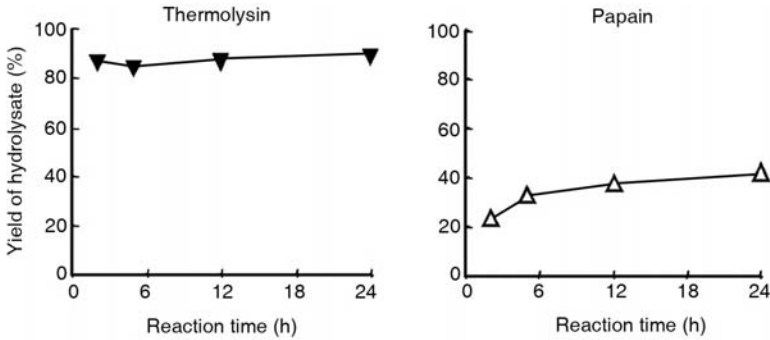 Thermolysin
Yield of hydrolysate (%)
100
80
60
40
20
0
0 6 12 18 24
Reaction time (h)
Papain
100
80
60
40
20
0
0 6 12 18 24
Reaction time (h)